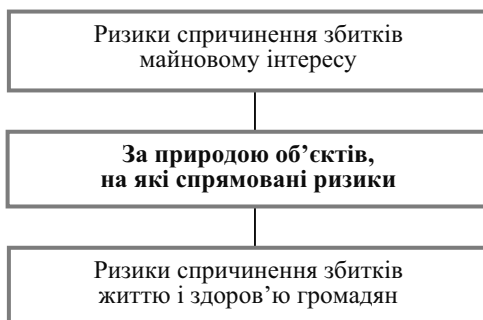 Ризики спричинення збитків
майновому інтересу
За природою об’єктів,
на які спрямовані ризики
Ризики спричинення збитків
життю і здоров’ю громадян